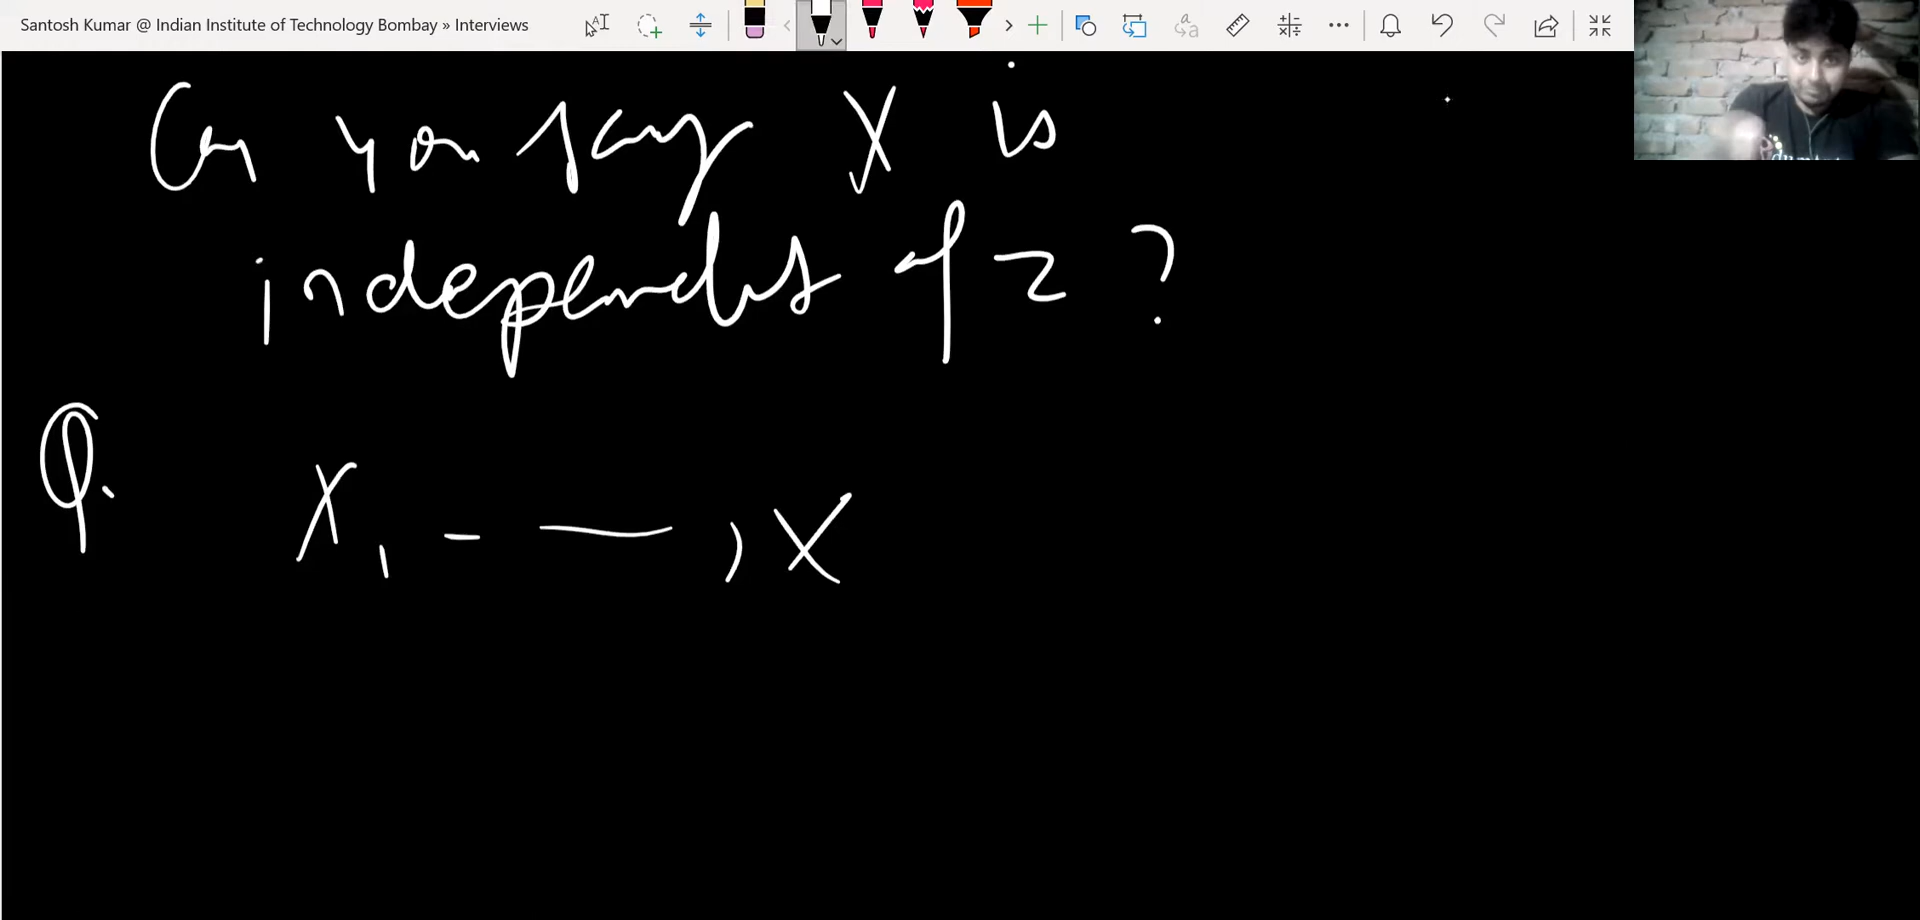 Santosh Kumar @ Indian Institute of Technology Bombay » Interviews
Can you say X is
independent of Z ?
Q. X₁ - — , X